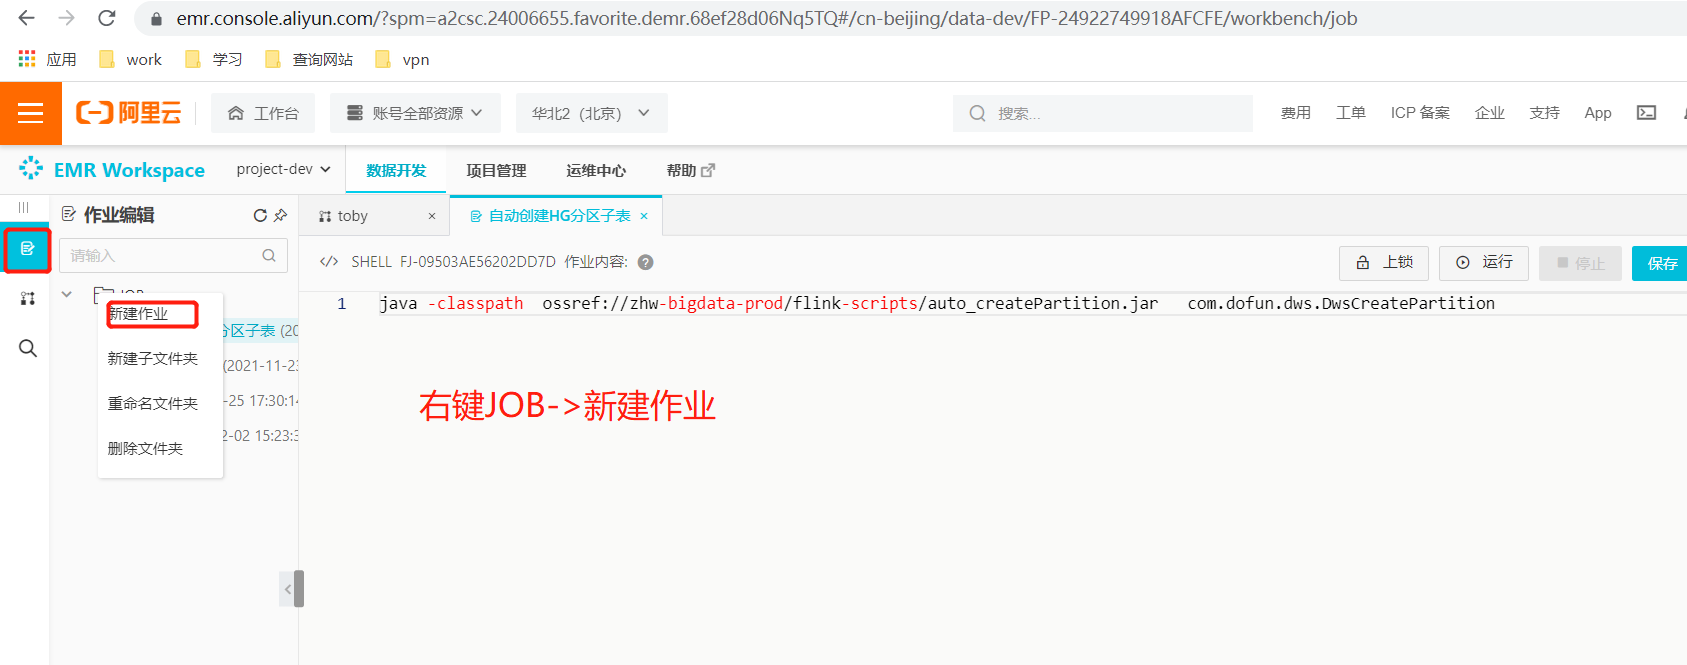 emr.console.aliyun.com/?spm=a2csc.24006655.favorite.demr.68ef28d06Nq5TQ#/cn-beijing/data-dev/FP-24922749918AFCFE/workbench/job
应用 work 学习 查询网站 vpn
阿里云 工作台 账号全部资源 华北2（北京） 搜索... 费用 工单 ICP 备案 企业 支持 App
EMR Workspace project-dev 数据开发 项目管理 运维中心 帮助
作业编辑 toby × 自动创建HG分区子表 ×
请输入
</> SHELL FJ-09503AE56202DD7D 作业内容: ? 上锁 运行 停止 保存
JOB
1 java -classpath ossref://zhw-bigdata-prod/flink-scripts/auto_createPartition.jar com.dofun.dws.DwsCreatePartition
新建作业
分区子表 (20
新建子文件夹
(2021-11-23
重命名文件夹
-25 17:30:14
右键JOB->新建作业
2-02 15:23:3
删除文件夹